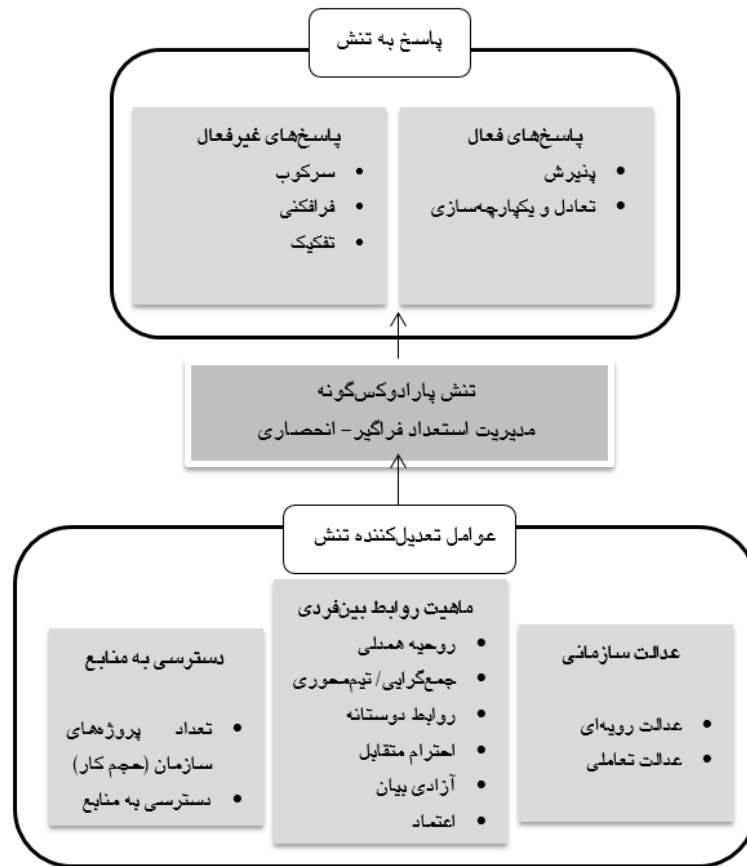 پاسخ به تنش
پاسخ‌های فعال
• پذیرش
• تعادل و یکپارچه‌سازی
پاسخ‌های غیرفعال
• سرکوب
• فرافکنی
• تفکیک
تنش پارادوکس‌گونه
مدیریت استعداد فراگیر- انحصاری
عوامل تعدیل‌کننده تنش
عدالت سازمانی
• عدالت رویه‌ای
• عدالت تعاملی
ماهیت روابط بین‌فردی
• روحیه همدلی
• جمع‌گرایی/ تیم‌محوری
• روابط دوستانه
• احترام متقابل
• آزادی بیان
• اعتماد
دسترسی به منابع
• تعداد پروژه‌های
سازمان (حجم کار)
• دسترسی به منابع